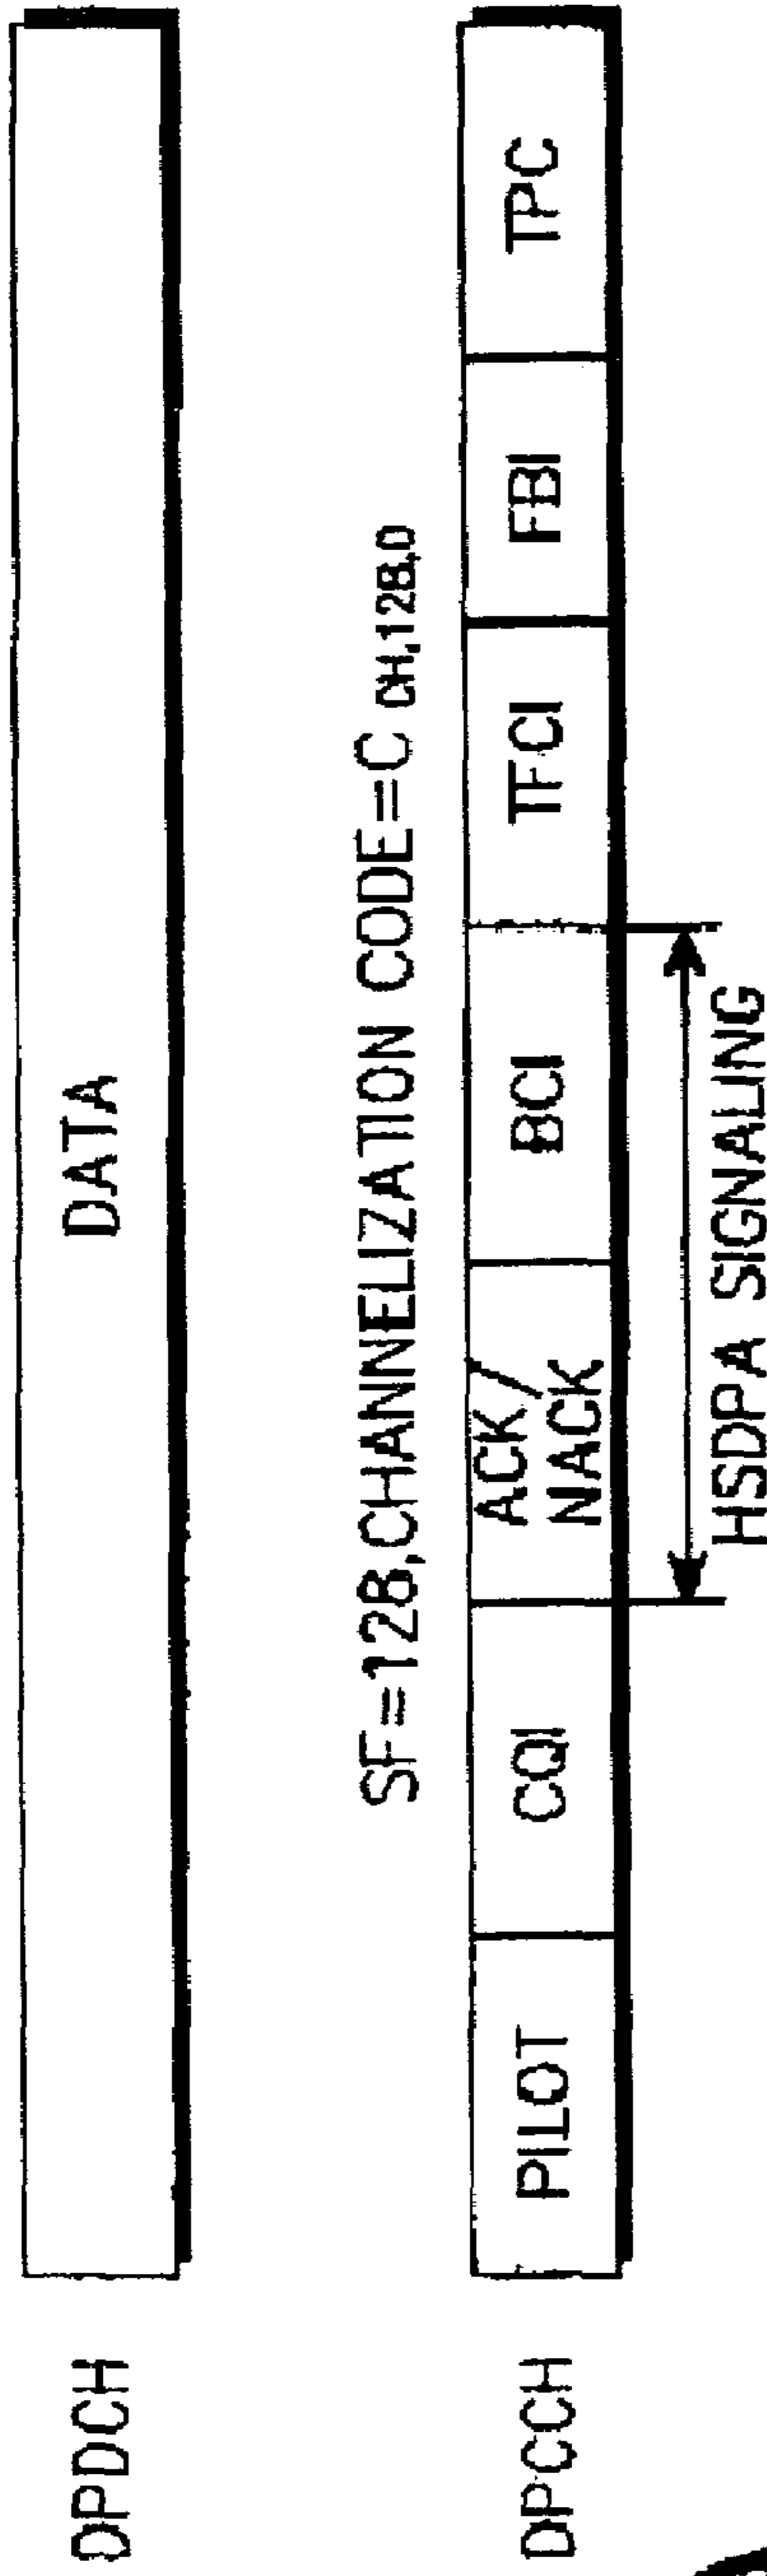 DPDCH
DATA
SF=128,CHANNELIZATION CODE=C CH,128,0
DPCCH
PILOT
CQI
ACK/
NACK
BCI
TFCI
FBI
TPC
HSDPA SIGNALING